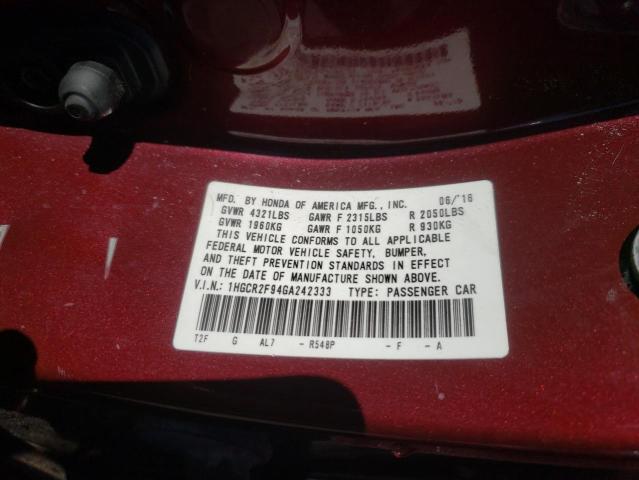 MFD. BY HONDA OF AMERICA MFG., INC. 06/'16
GVWR 4321LBS GAWR F 2315LBS R 2050LBS
GVWR 1960KG GAWR F 1050KG R 930KG
THIS VEHICLE CONFORMS TO ALL APPLICABLE
FEDERAL MOTOR VEHICLE SAFETY, BUMPER,
AND THEFT PREVENTION STANDARDS IN EFFECT
ON THE DATE OF MANUFACTURE SHOWN ABOVE.
V.I.N.: 1HGCR2F94GA242333 TYPE: PASSENGER CAR
T2F G AL7 - R548P - F - A